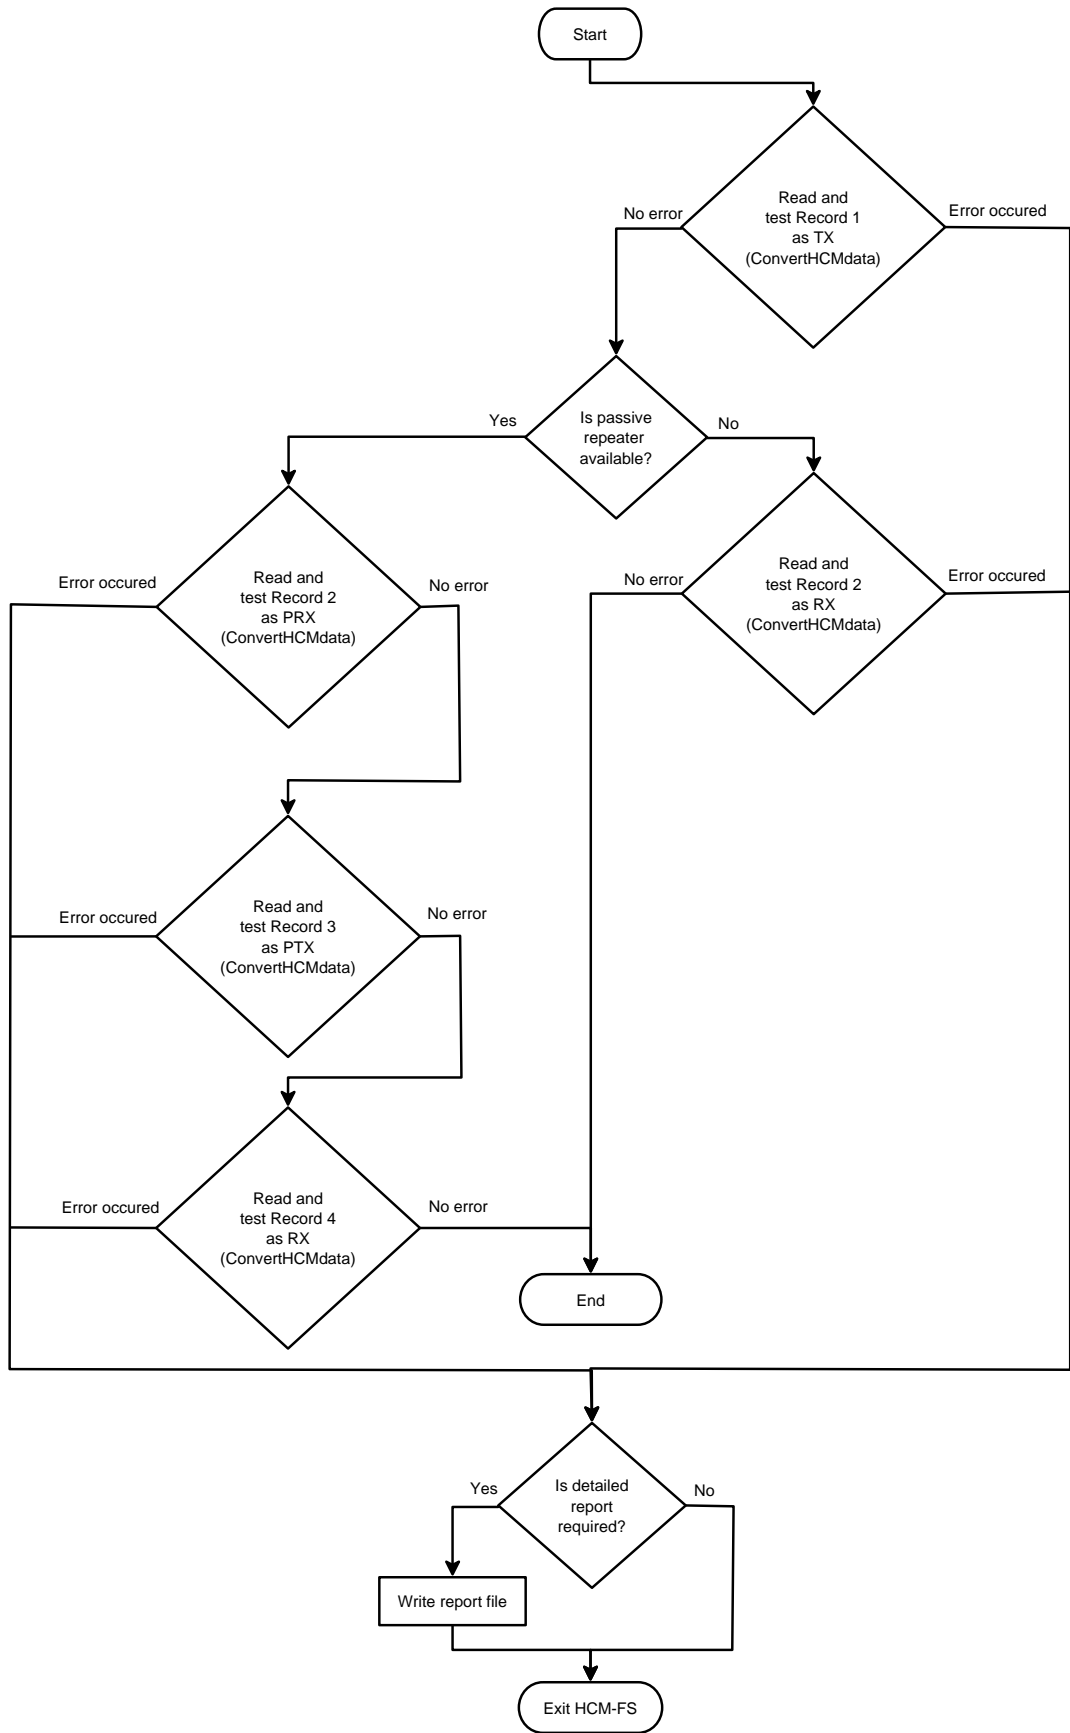 Start
Read and
test Record 1
as TX
(ConvertHCMdata)
No error
Error occured
Is passive
repeater
available?
Yes
No
Read and
test Record 2
as PRX
(ConvertHCMdata)
Error occured
No error
Read and
test Record 2
as RX
(ConvertHCMdata)
No error
Error occured
Read and
test Record 3
as PTX
(ConvertHCMdata)
Error occured
No error
Read and
test Record 4
as RX
(ConvertHCMdata)
Error occured
No error
End
Is detailed
report
required?
Yes
No
Write report file
Exit HCM-FS